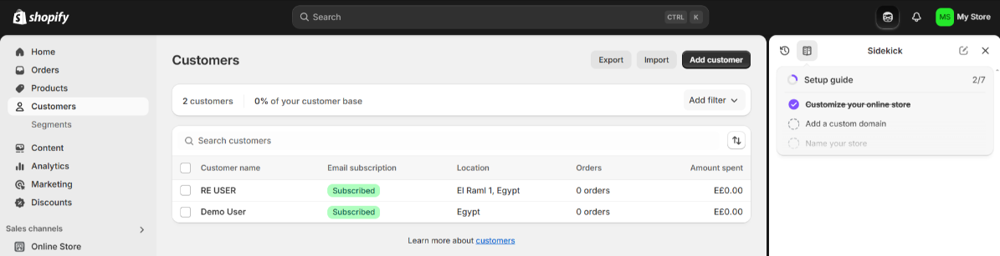 shopify
Search
CTRL K
MS My Store
Home
Orders
Products
Customers
Segments
Content
Analytics
Marketing
Discounts
Sales channels
Online Store
Customers
Export Import Add customer
2 customers 0% of your customer base Add filter
Search customers
Customer name Email subscription Location Orders Amount spent
RE USER Subscribed El Raml 1, Egypt 0 orders E£0.00
Demo User Subscribed Egypt 0 orders E£0.00
Learn more about customers
Sidekick
Setup guide 2/7
Customize your online store
Add a custom domain
Name your store